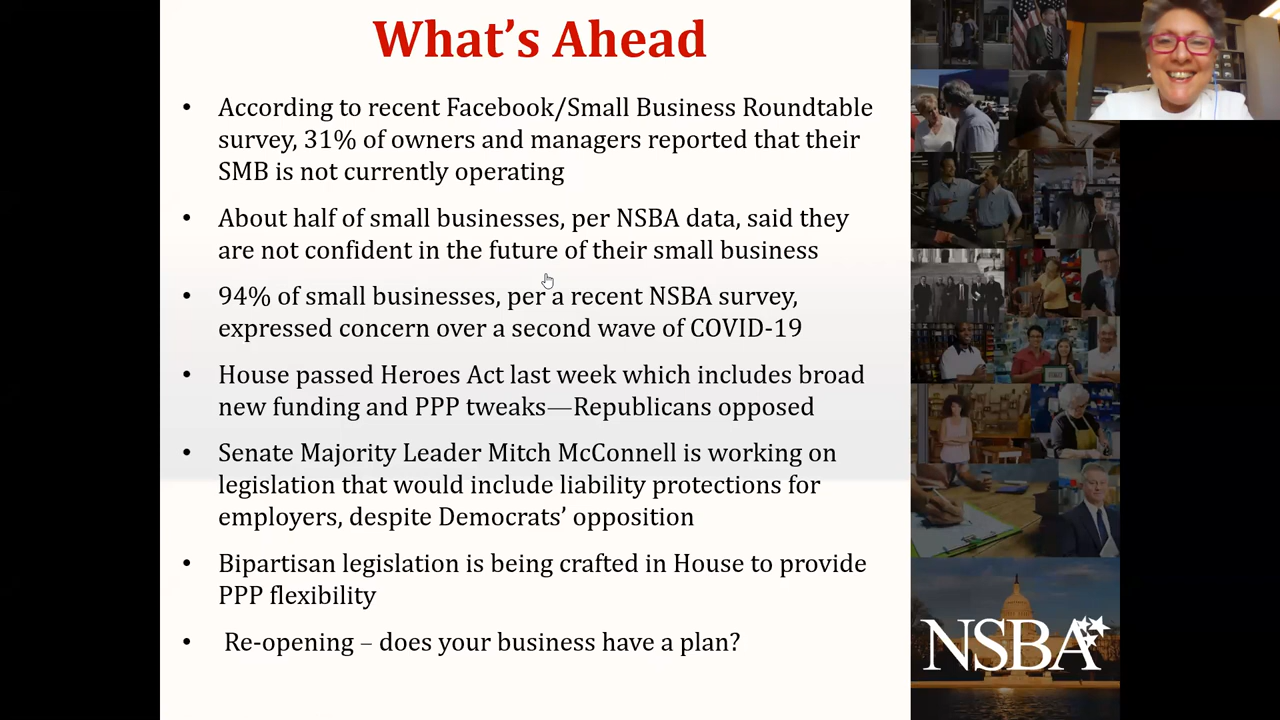 What's Ahead
• According to recent Facebook/Small Business Roundtable
survey, 31% of owners and managers reported that their
SMB is not currently operating
• About half of small businesses, per NSBA data, said they
are not confident in the future of their small business
• 94% of small businesses, per a recent NSBA survey,
expressed concern over a second wave of COVID-19
• House passed Heroes Act last week which includes broad
new funding and PPP tweaks—Republicans opposed
• Senate Majority Leader Mitch McConnell is working on
legislation that would include liability protections for
employers, despite Democrats' opposition
• Bipartisan legislation is being crafted in House to provide
PPP flexibility
• Re-opening – does your business have a plan?
NSBA